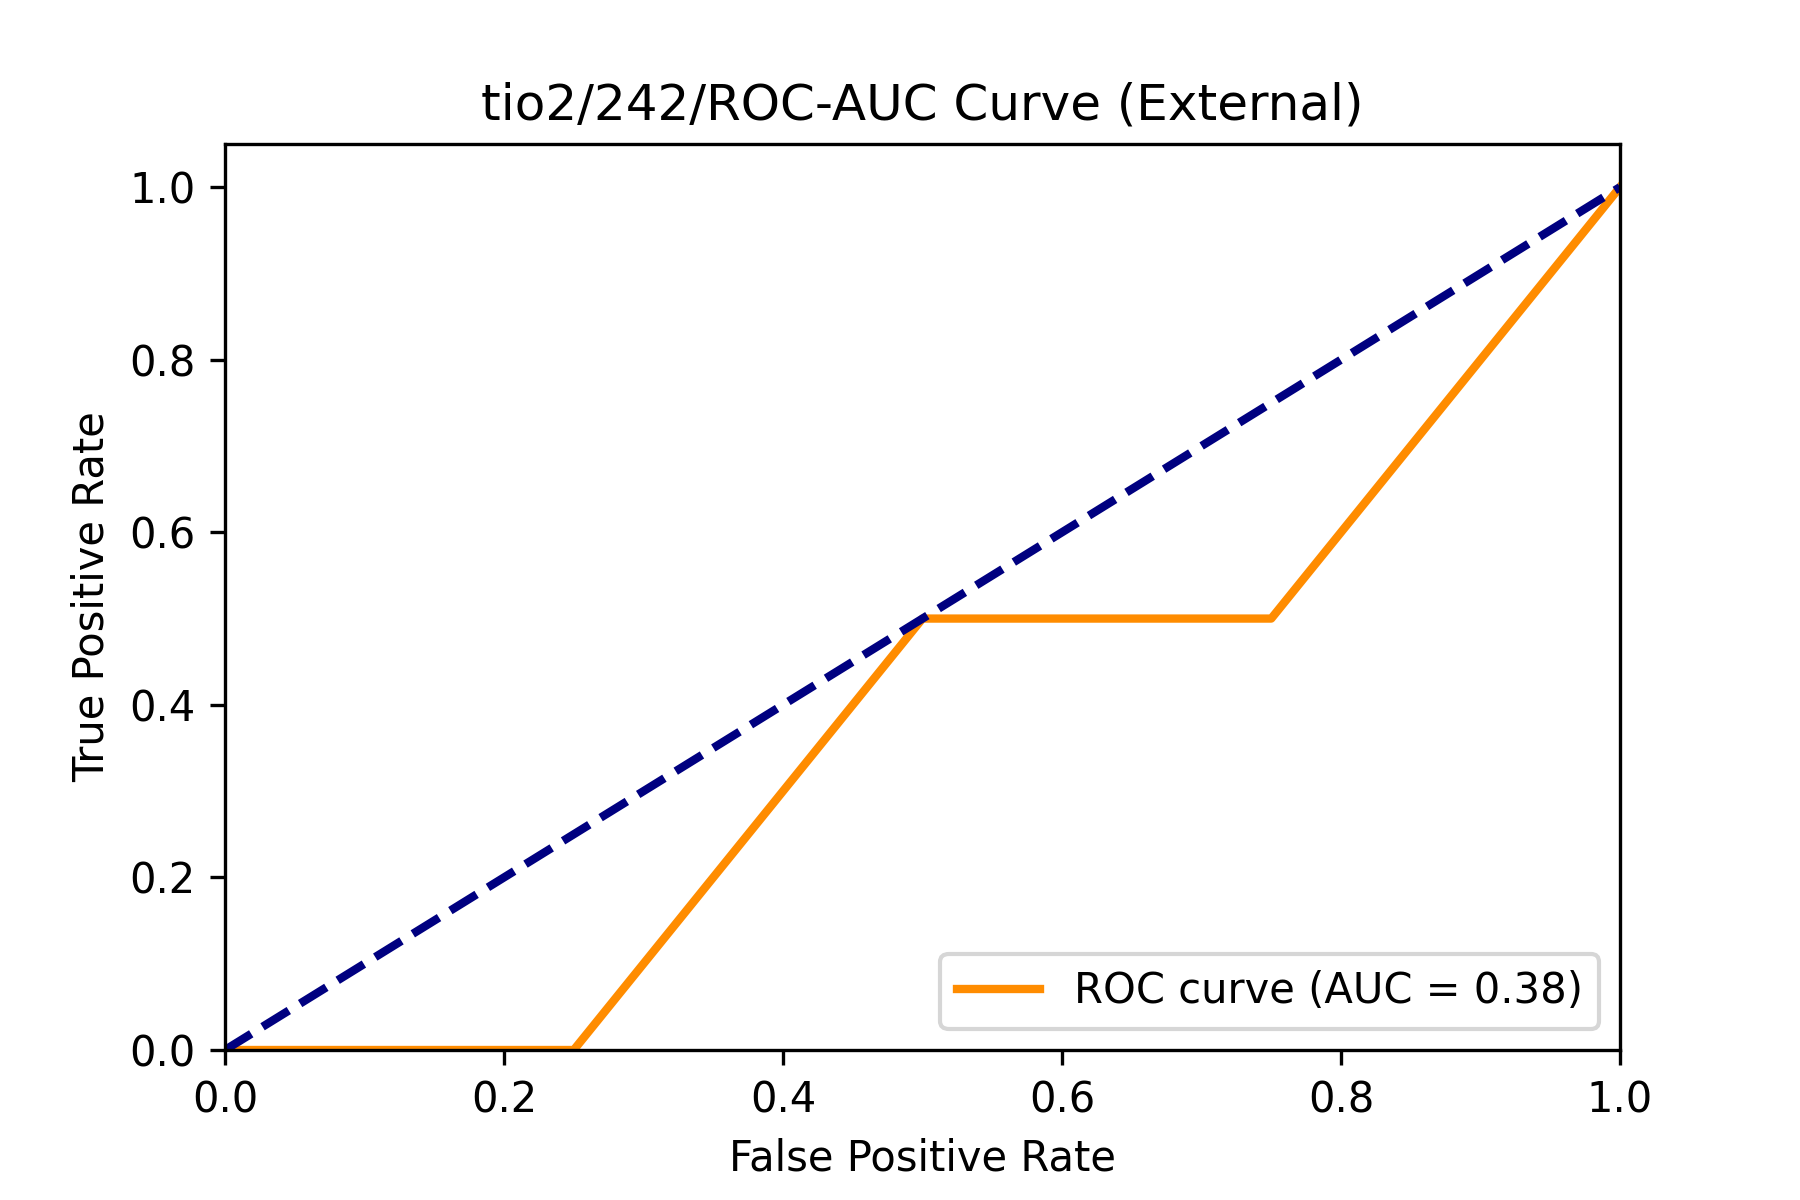 tio2/242/ROC-AUC Curve (External)
1.0
0.8
0.6
0.4
0.2
0.0
True Positive Rate
ROC curve (AUC = 0.38)
0.0 0.2 0.4 0.6 0.8 1.0
False Positive Rate